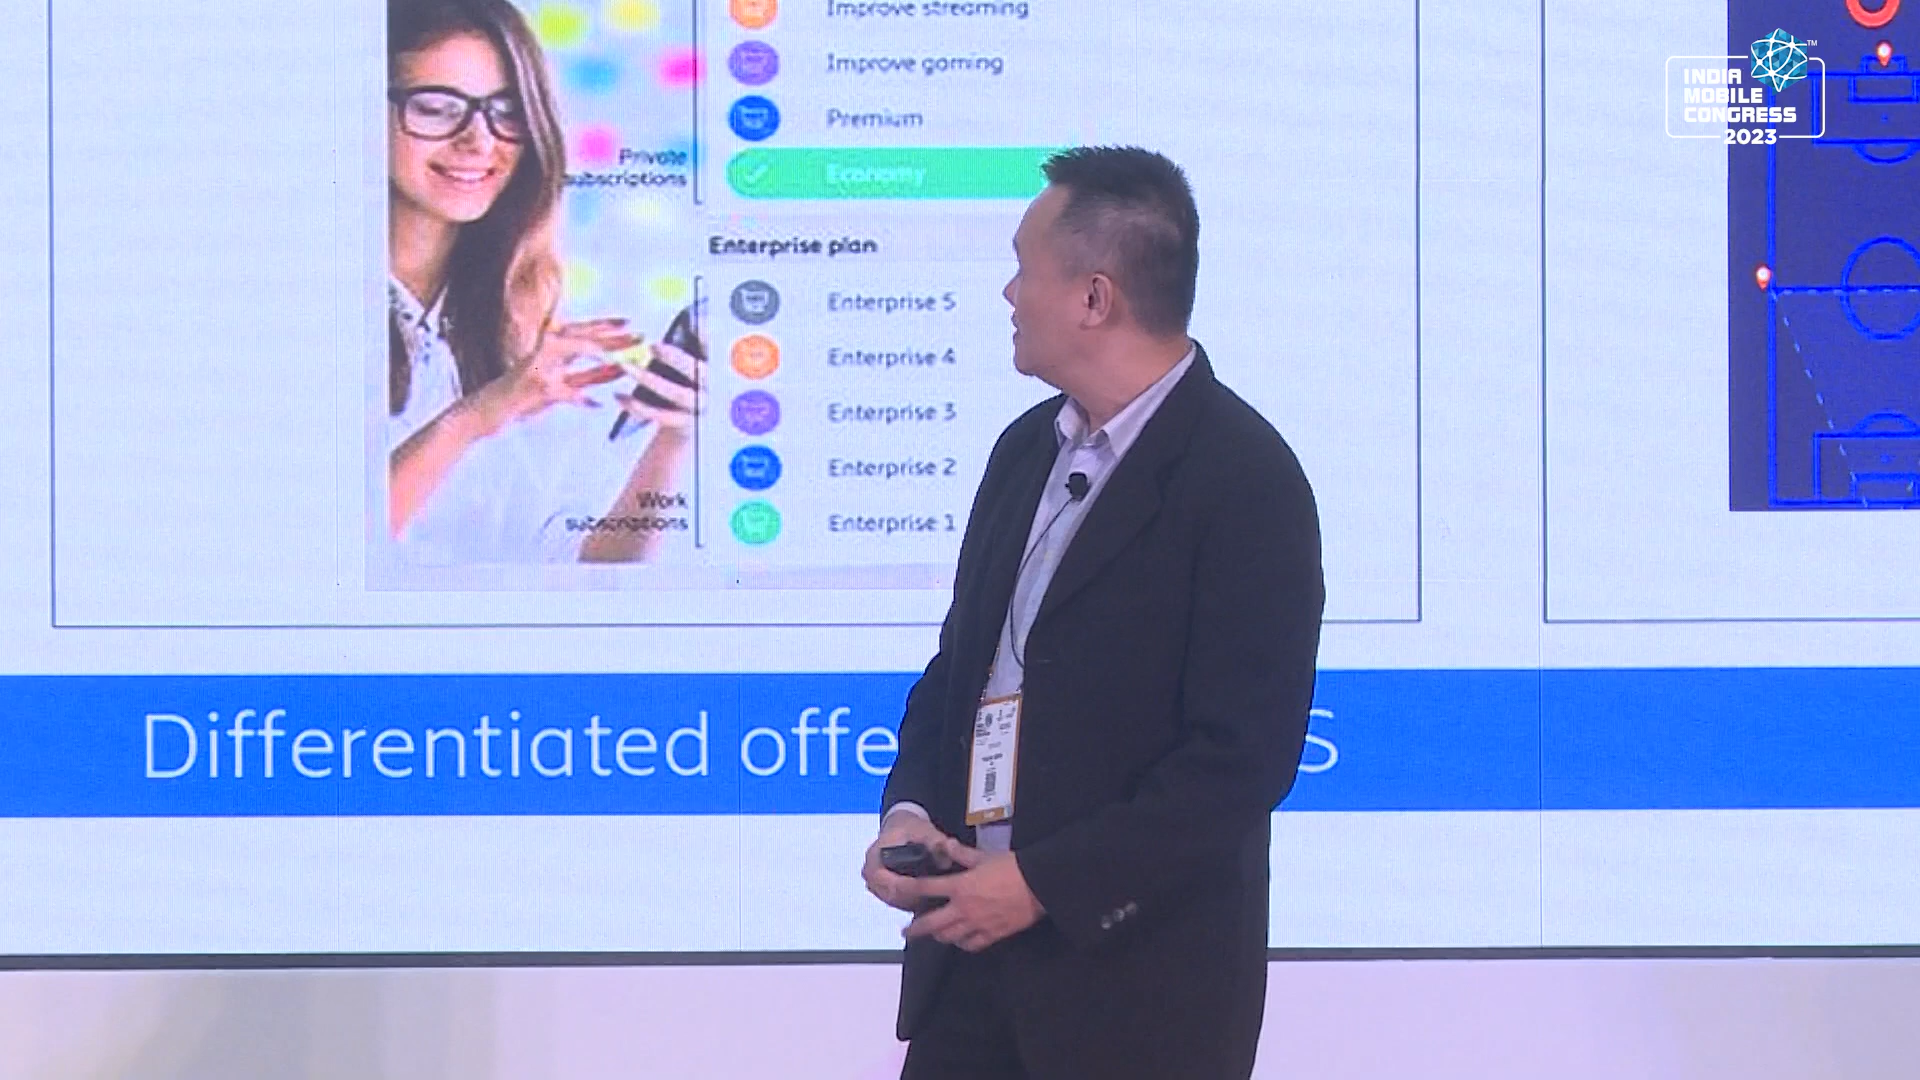 Improve streaming
Improve gaming
Premium
Private
subscriptions
Economy
Enterprise plan
Enterprise 5
Enterprise 4
Enterprise 3
Enterprise 2
Work
subscriptions
Enterprise 1
INDIA
MOBILE
CONGRESS
2023
TM
Differentiated offe
S